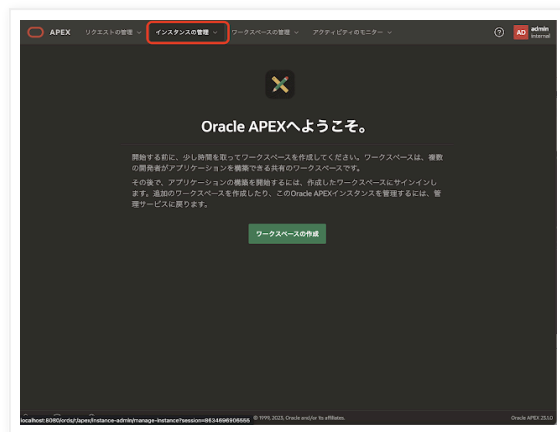 APEX リクエストの管理 インスタンスの管理 ワークスペースの管理 アクティビティのモニター ? AD admin
internal
Oracle APEXへようこそ。
開始する前に、少し時間を取ってワークスペースを作成してください。ワークスペースは、複数
の開発者がアプリケーションを構築できる共有のワークスペースです。
その後で、アプリケーションの構築を開始するには、作成したワークスペースにサインインし
ます。追加のワークスペースを作成したり、このOracle APEXインスタンスを管理するには、管
理サービスに戻ります。
ワークスペースの作成
localhost:8080/ords/r/apex/instance-admin/manage-instance?session= © 1999, 2023, Oracle and/or its affiliates. Oracle APEX 23.1.0